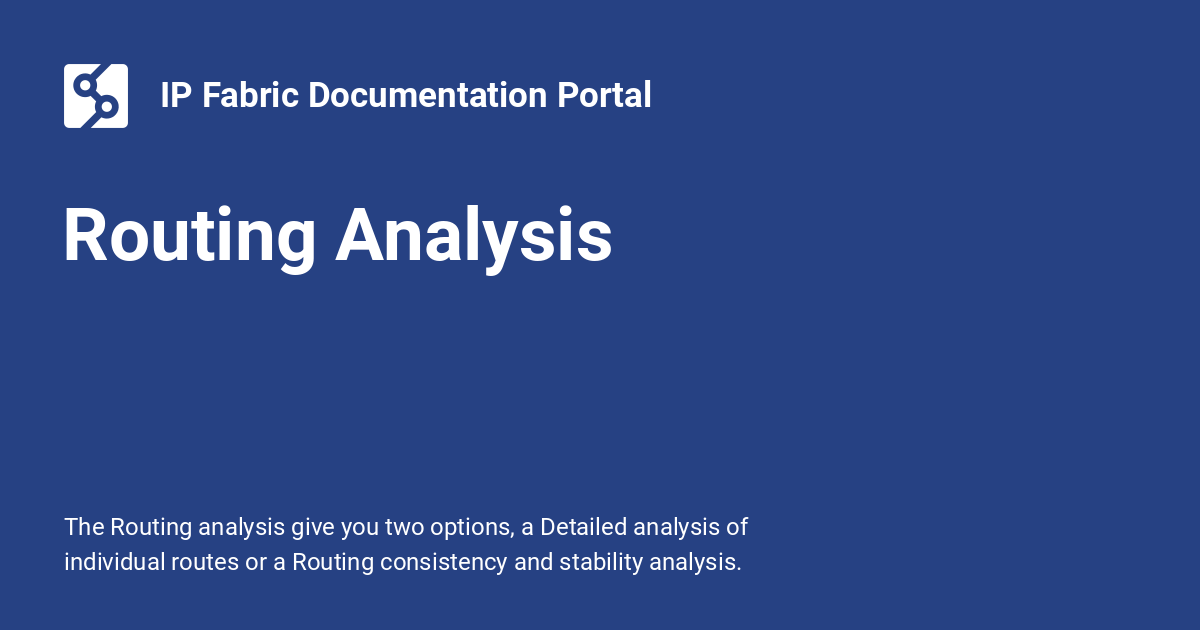 IP Fabric Documentation Portal
Routing Analysis
The Routing analysis give you two options, a Detailed analysis of
individual routes or a Routing consistency and stability analysis.